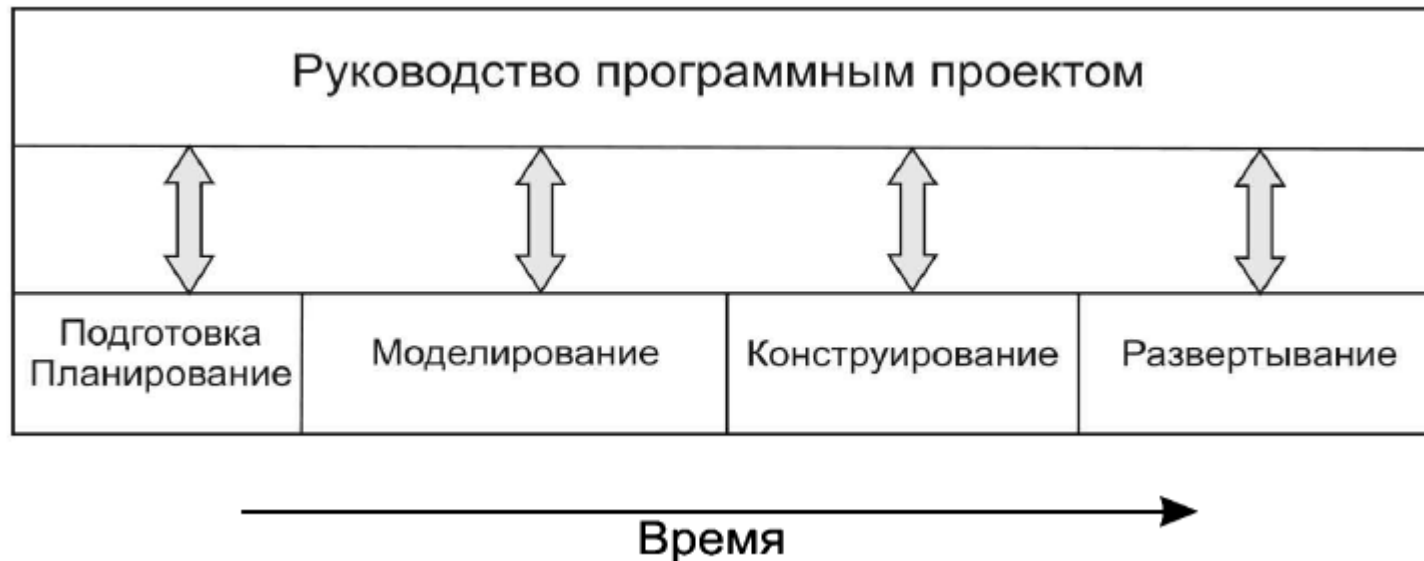 Руководство программным проектом
Подготовка
Планирование
Моделирование
Конструирование
Развертывание
Время